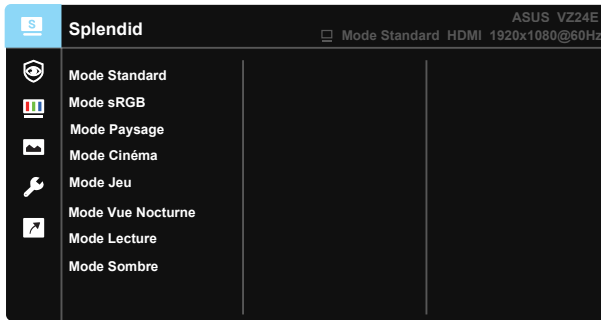 S
Splendid
ASUS VZ24E
Mode Standard HDMI 1920x1080@60Hz
Mode Standard
Mode sRGB
Mode Paysage
Mode Cinéma
Mode Jeu
Mode Vue Nocturne
Mode Lecture
Mode Sombre